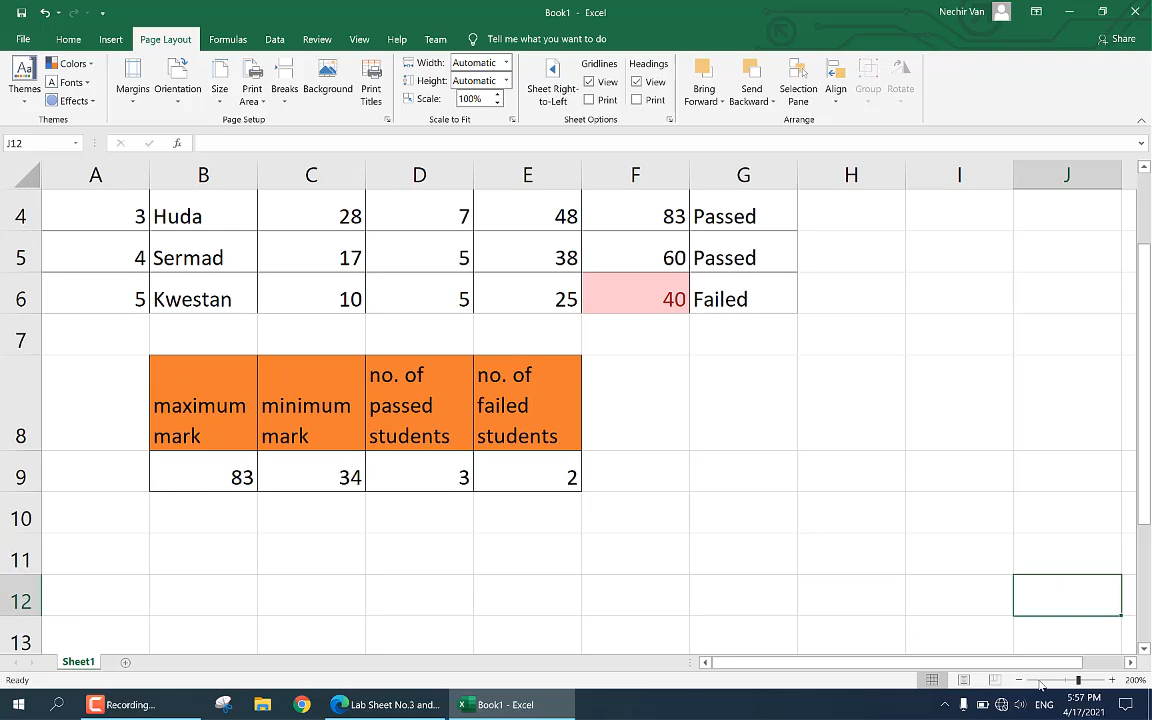 Book1 - Excel
Nechir Van
File Home Insert Page Layout Formulas Data Review View Help Team Tell me what you want to do Share
Aa Themes Colors Fonts Effects Themes
Margins Orientation Size Print Area Breaks Background Print Titles Page Setup
Width: Automatic
Height: Automatic
Scale: 100%
Scale to Fit
Sheet Right-to-Left Gridlines View Print Headings View Print Sheet Options
Bring Forward Send Backward Selection Pane Align Group Rotate Arrange
J12 fx
A B C D E F G H I J
4 3 Huda 28 7 48 83 Passed
5 4 Sermad 17 5 38 60 Passed
6 5 Kwestan 10 5 25 40 Failed
7
8 maximum mark minimum mark no. of passed students no. of failed students
9 83 34 3 2
10
11
12
13
Sheet1
Ready 200%
Recording... Lab Sheet No.3 and... Book1 - Excel ENG 5:57 PM
4/17/2021